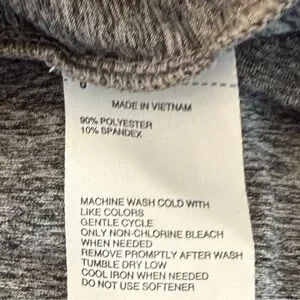 MADE IN VIETNAM
90% POLYESTER
10% SPANDEX
MACHINE WASH COLD WITH
LIKE COLORS
GENTLE CYCLE
ONLY NON-CHLORINE BLEACH
WHEN NEEDED
REMOVE PROMPTLY AFTER WASH
TUMBLE DRY LOW
COOL IRON WHEN NEEDED
DO NOT USE SOFTENER